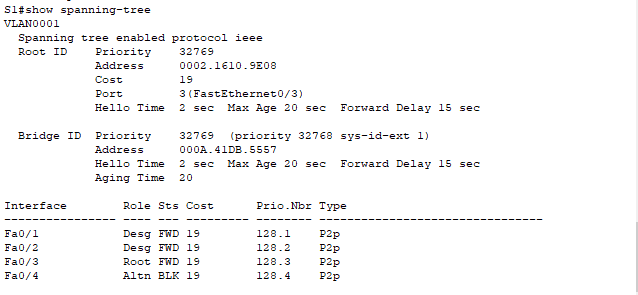 S1#show spanning-tree
VLAN0001
Spanning tree enabled protocol ieee
Root ID Priority 32769
Address 0002.1610.9E08
Cost 19
Port 3(FastEthernet0/3)
Hello Time 2 sec Max Age 20 sec Forward Delay 15 sec
Bridge ID Priority 32769 (priority 32768 sys-id-ext 1)
Address 000A.41DB.5557
Hello Time 2 sec Max Age 20 sec Forward Delay 15 sec
Aging Time 20
Interface Role Sts Cost Prio.Nbr Type
---------------- ---- --- --------- -------- --------------------------------
Fa0/1 Desg FWD 19 128.1 P2p
Fa0/2 Desg FWD 19 128.2 P2p
Fa0/3 Root FWD 19 128.3 P2p
Fa0/4 Altn BLK 19 128.4 P2p